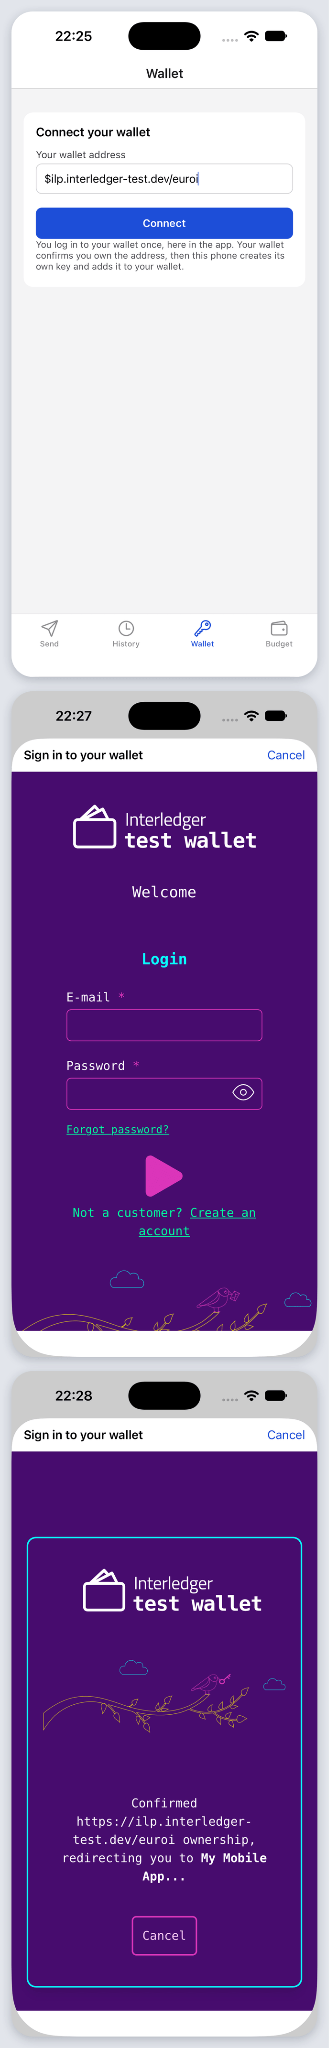 22:25
Wallet
Connect your wallet
Your wallet address
$ilp.interledger-test.dev/euroi
Connect
You log in to your wallet once, here in the app. Your wallet
confirms you own the address, then this phone creates its
own key and adds it to your wallet.
Send
History
Wallet
Budget
22:27
Sign in to your wallet
Cancel
Interledger
test wallet
Welcome
Login
E-mail *
Password *
Forgot password?
Not a customer? Create an
account
22:28
Sign in to your wallet
Cancel
Interledger
test wallet
Confirmed
https://ilp.interledger-
test.dev/euroi ownership,
redirecting you to My Mobile
App...
Cancel